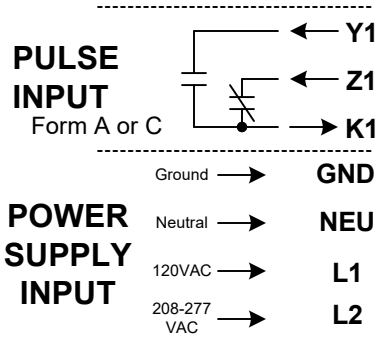 PULSE
INPUT
Form A or C
Y1
Z1
K1
POWER
SUPPLY
INPUT
Ground GND
Neutral NEU
120VAC L1
208-277
VAC L2